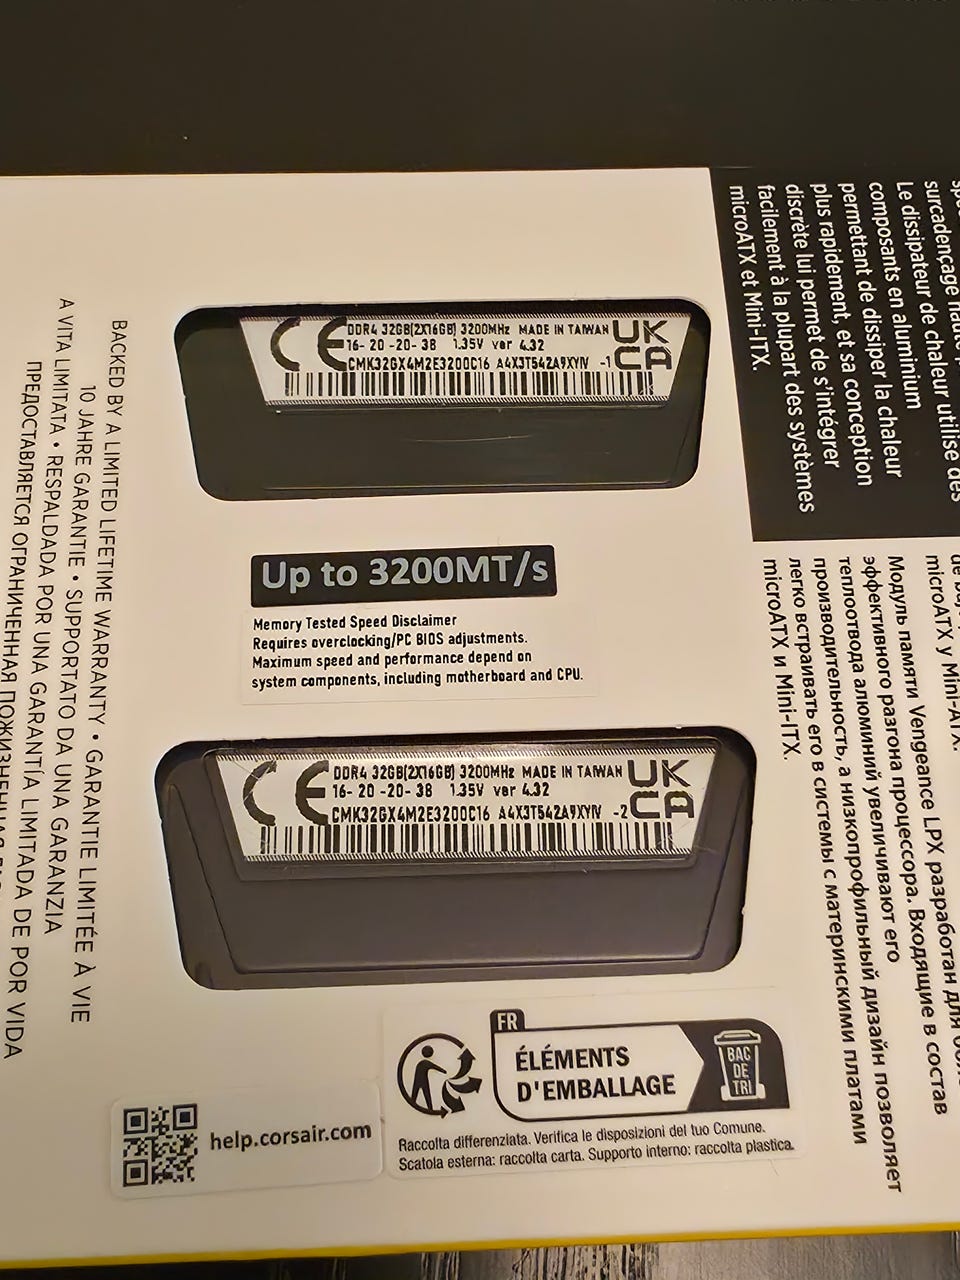 DDR4 32GB(2X16GB) 3200MHz MADE IN TAIWAN
16- 20 -20- 38 1.35V ver 4.32
CMK32GX4M2E3200C16 A4X3T542A9XYIV -1
CE
UK
CA
Up to 3200MT/s
Memory Tested Speed Disclaimer
Requires overclocking/PC BIOS adjustments.
Maximum speed and performance depend on
system components, including motherboard and CPU.
DDR4 32GB(2X16GB) 3200MHz MADE IN TAIWAN
16- 20 -20- 38 1.35V ver 4.32
CMK32GX4M2E3200C16 A4X3T542A9XYIV -2
CE
UK
CA
FR
ÉLÉMENTS
D'EMBALLAGE
BAC
DE
TRI
Raccolta differenziata. Verifica le disposizioni del tuo Comune.
Scatola esterna: raccolta carta. Supporto interno: raccolta plastica.
help.corsair.com
BACKED BY A LIMITED LIFETIME WARRANTY • GARANTIE LIMITÉE À VIE
10 JAHRE GARANTIE • SUPPORTATO DA UNA GARANZIA
A VITA LIMITATA • RESPALDADA POR UNA GARANTÍA LIMITADA DE POR VIDA
ПРЕДОСТАВЛЯЕТСЯ ОГРАНИЧЕННАЯ ПОЖИЗНЕННАЯ
surcadençage
Le dissipateur de chaleur utilise des
composants en aluminium
permettant de dissiper la chaleur
plus rapidement, et sa conception
discrète lui permet de s'intégrer
facilement à la plupart des systèmes
microATX et Mini-ITX.
microATX y Mini-ATX.
Модуль памяти Vengeance LPX разработан для
эффективного разгона процессора. Входящие в состав
теплоотвода алюминий увеличивают его
производительность, а низкопрофильный дизайн позволяет
легко встраивать его в системы с материнскими платами
microATX и Mini-ITX.